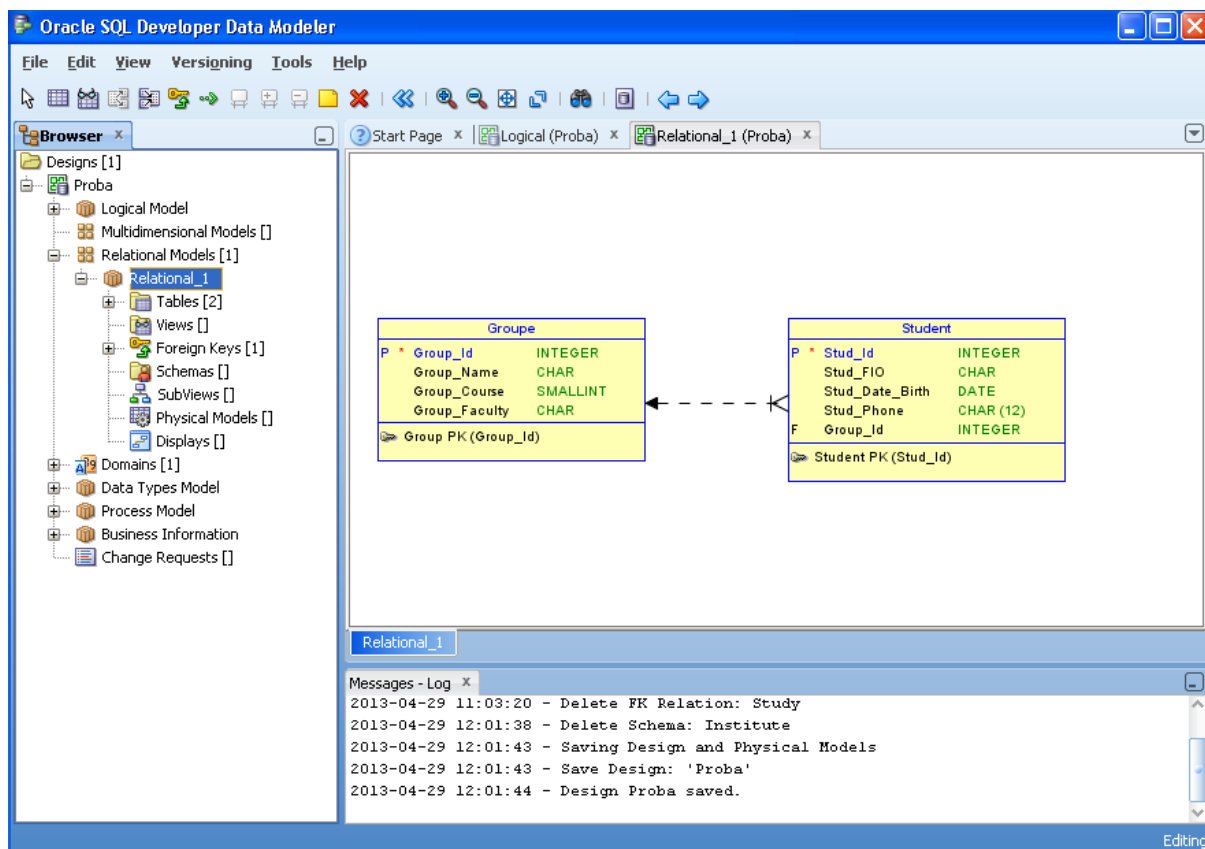 Oracle SQL Developer Data Modeler
File Edit View Versioning Tools Help
Browser x
Start Page x Logical (Proba) x Relational_1 (Proba) x
Designs [1]
Proba
Logical Model
Multidimensional Models []
Relational Models [1]
Relational_1
Tables [2]
Views []
Foreign Keys [1]
Schemas []
SubViews []
Physical Models []
Displays []
Domains [1]
Data Types Model
Process Model
Business Information
Change Requests []
Groupe
P * Group_Id INTEGER
Group_Name CHAR
Group_Course SMALLINT
Group_Faculty CHAR
Group PK (Group_Id)
Student
P * Stud_Id INTEGER
Stud_FIO CHAR
Stud_Date_Birth DATE
Stud_Phone CHAR (12)
F Group_Id INTEGER
Student PK (Stud_Id)
Relational_1
Messages - Log x
2013-04-29 11:03:20 - Delete FK Relation: Study
2013-04-29 12:01:38 - Delete Schema: Institute
2013-04-29 12:01:43 - Saving Design and Physical Models
2013-04-29 12:01:43 - Save Design: 'Proba'
2013-04-29 12:01:44 - Design Proba saved.
Editing